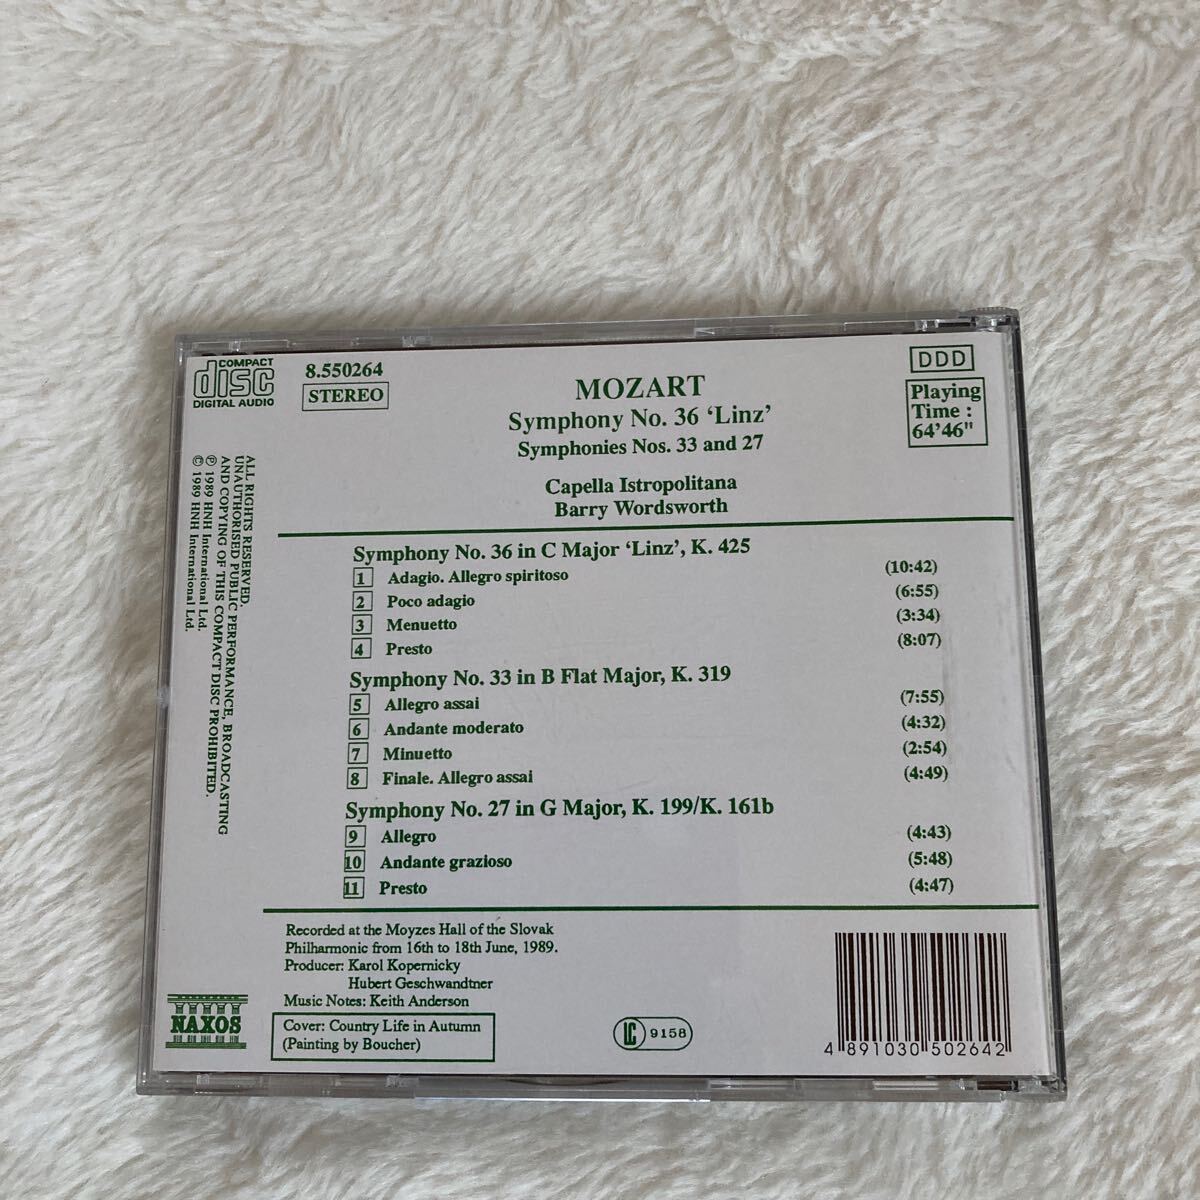 COMPACT
disc
DIGITAL AUDIO
8.550264
STEREO
MOZART
Symphony No. 36 ‘Linz’
Symphonies Nos. 33 and 27
DDD
Playing
Time :
64'46"
Capella Istropolitana
Barry Wordsworth
ALL RIGHTS RESERVED.
UNAUTHORISED PUBLIC PERFORMANCE, BROADCASTING
AND COPYING OF THIS COMPACT DISC PROHIBITED.
℗ 1989 HNH International Ltd.
© 1989 HNH International Ltd.
Symphony No. 36 in C Major ‘Linz’, K. 425
1 Adagio. Allegro spiritoso (10:42)
2 Poco adagio (6:55)
3 Menuetto (3:34)
4 Presto (8:07)
Symphony No. 33 in B Flat Major, K. 319
5 Allegro assai (7:55)
6 Andante moderato (4:32)
7 Minuetto (2:54)
8 Finale. Allegro assai (4:49)
Symphony No. 27 in G Major, K. 199/K. 161b
9 Allegro (4:43)
10 Andante grazioso (5:48)
11 Presto (4:47)
Recorded at the Moyzes Hall of the Slovak
Philharmonic from 16th to 18th June, 1989.
Producer: Karol Kopernicky
Hubert Geschwandtner
Music Notes: Keith Anderson
NAXOS
Cover: Country Life in Autumn
(Painting by Boucher)
LC 9158
4 891030 502642